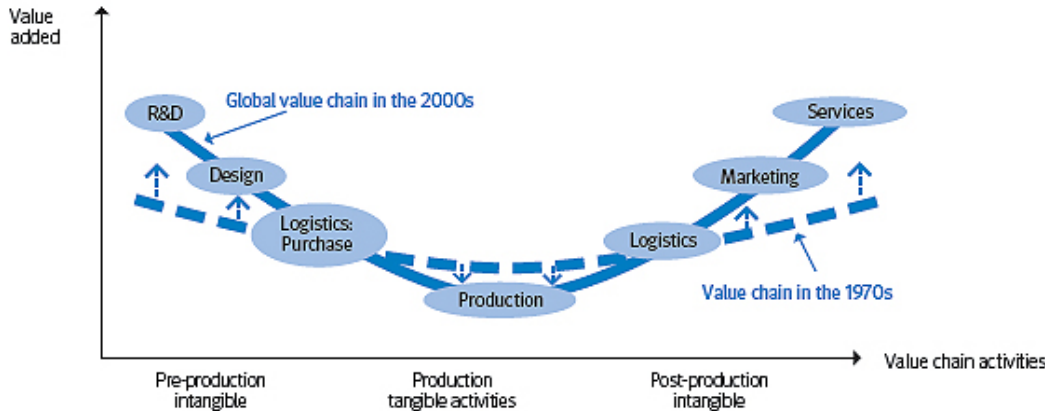 Value
added
R&D
Global value chain in the 2000s
Services
Design
Marketing
Logistics:
Purchase
Logistics
Production
Value chain in the 1970s
Value chain activities
Pre-production
intangible
Production
tangible activities
Post-production
intangible